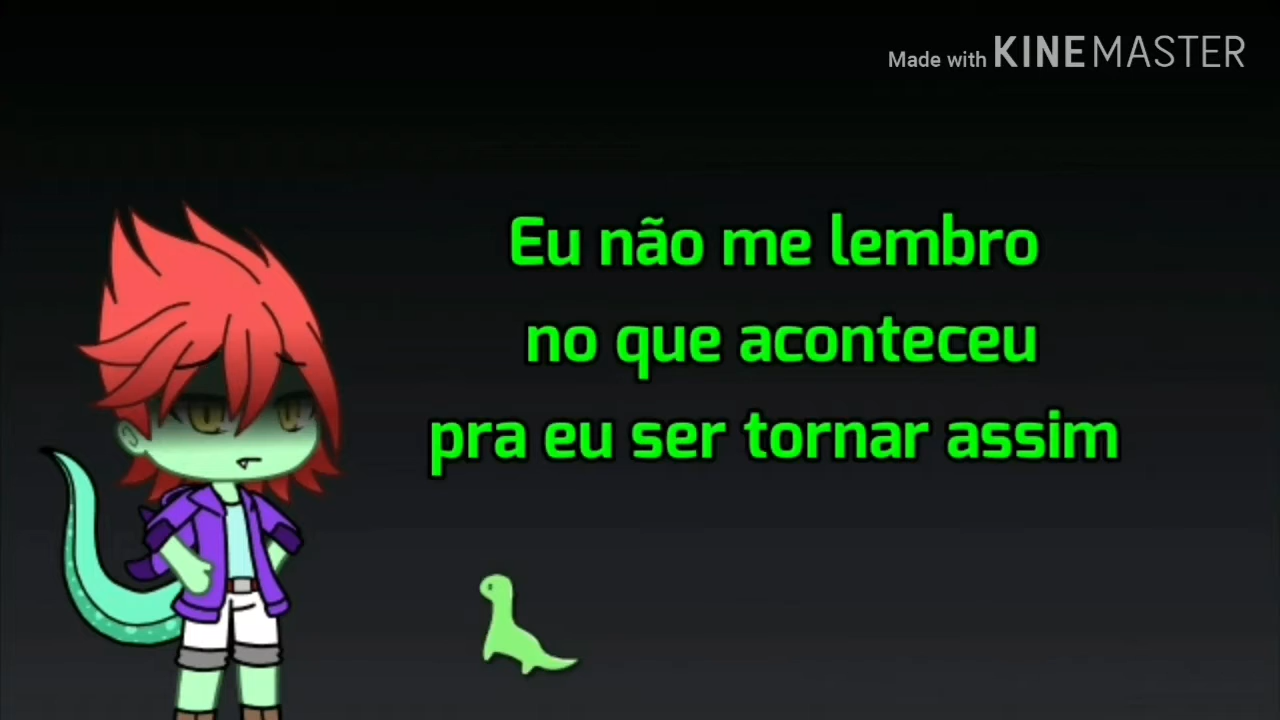 Made with KINEMASTER
Eu não me lembro
no que aconteceu
pra eu ser tornar assim